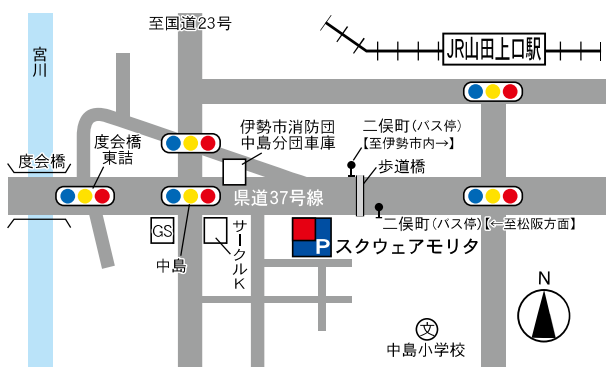 至国道23号
宮川
JR山田上口駅
伊勢市消防団
中島分団車庫
二俣町(バス停)
【至伊勢市内→】
度会橋
東詰
度会橋
歩道橋
県道37号線
二俣町(バス停)【←至松阪方面】
GS
サークルK
P
スクウェアモリタ
中島
N
文
中島小学校